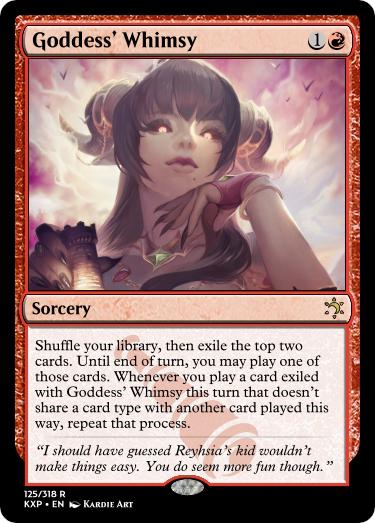 Goddess' Whimsy 1
Sorcery
Shuffle your library, then exile the top two
cards. Until end of turn, you may play one of
those cards. Whenever you play a card exiled
with Goddess' Whimsy this turn that doesn't
share a card type with another card played this
way, repeat that process.
"I should have guessed Reyhsia's kid wouldn't
make things easy. You do seem more fun though."
125/318 R
KXP • EN Kardie Art